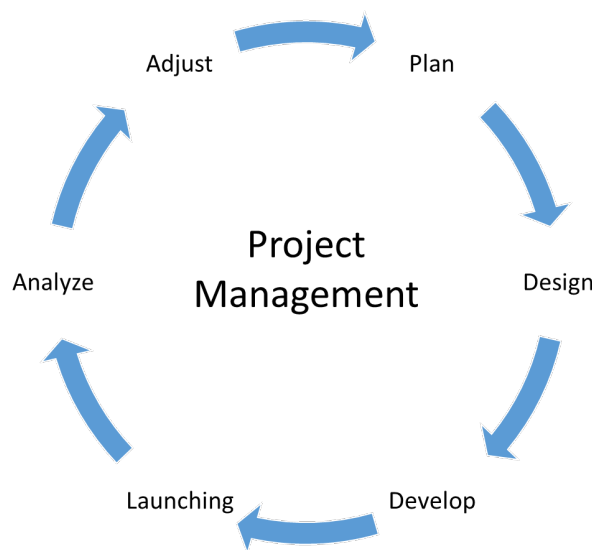 Adjust
Plan
Project
Management
Analyze
Design
Launching
Develop